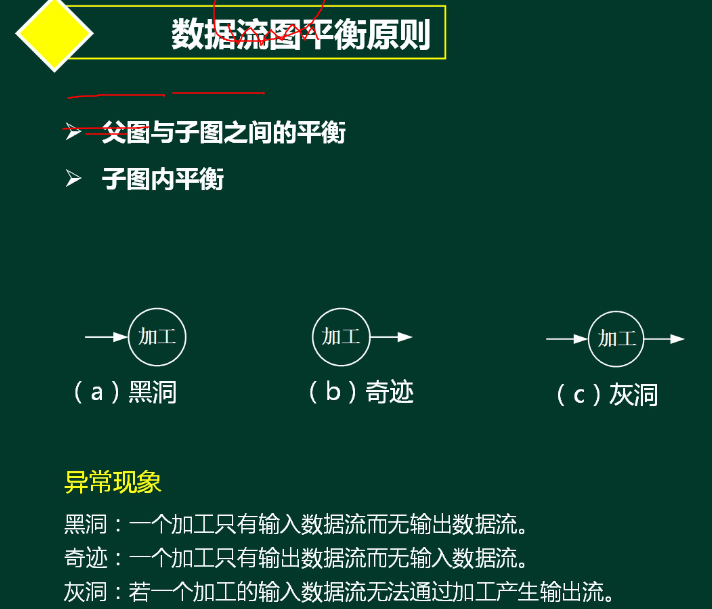 数据流图平衡原则
父图与子图之间的平衡
子图内平衡
加工 加工 加工
（a）黑洞 （b）奇迹 （c）灰洞
异常现象
黑洞：一个加工只有输入数据流而无输出数据流。
奇迹：一个加工只有输出数据流而无输入数据流。
灰洞：若一个加工的输入数据流无法通过加工产生输出流。